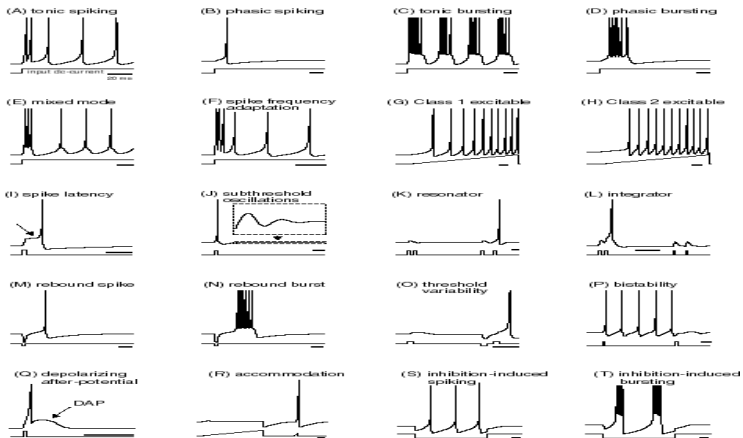 (A) tonic spiking
(B) phasic spiking
(C) tonic bursting
(D) phasic bursting
input dc-current
20 ms
(E) mixed mode
(F) spike frequency
adaptation
(G) Class 1 excitable
(H) Class 2 excitable
(I) spike latency
(J) subthreshold
oscillations
(K) resonator
(L) integrator
(M) rebound spike
(N) rebound burst
(O) threshold
variability
(P) bistability
(Q) depolarizing
after-potential
DAP
(R) accommodation
(S) inhibition-induced
spiking
(T) inhibition-induced
bursting